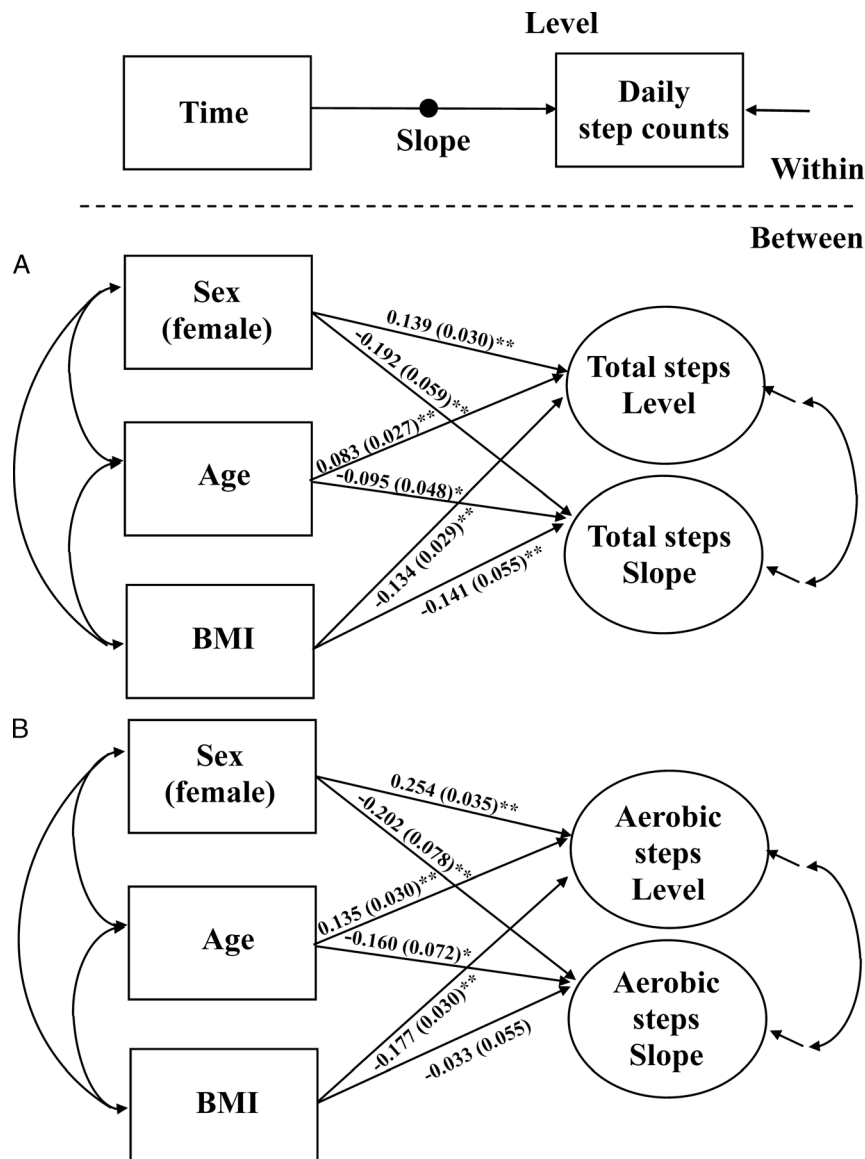 Level
Time
Daily
step counts
Slope
Within
Between
A
Sex
(female)
0.139 (0.030)**
-0.192 (0.059)**
Total steps
Level
Age
0.083 (0.027)**
-0.095 (0.048)*
Total steps
Slope
BMI
-0.134 (0.029)**
-0.141 (0.055)**
B
Sex
(female)
0.254 (0.035)**
-0.202 (0.078)**
Aerobic
steps
Level
Age
0.135 (0.030)**
-0.160 (0.072)*
Aerobic
steps
Slope
BMI
-0.177 (0.030)**
-0.033 (0.055)